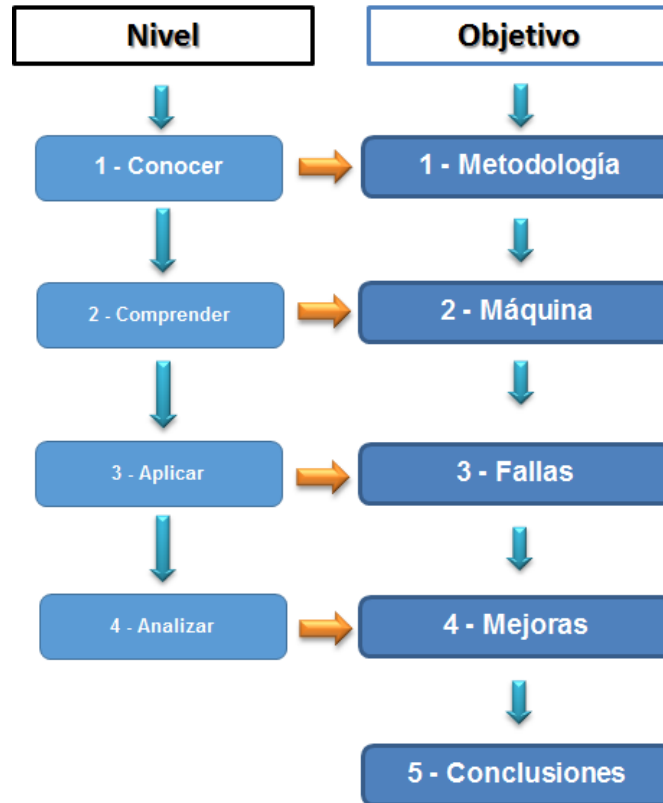 Nivel
Objetivo
1 - Conocer
1 - Metodología
2 - Comprender
2 - Máquina
3 - Aplicar
3 - Fallas
4 - Analizar
4 - Mejoras
5 - Conclusiones